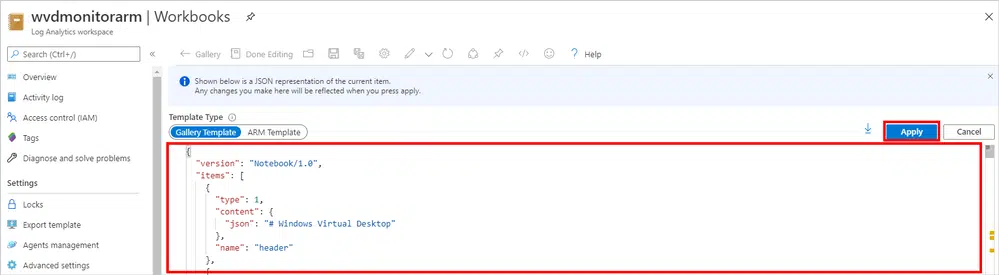 wvdmonitorarm | Workbooks
Log Analytics workspace
Search (Ctrl+/)
Overview
Activity log
Access control (IAM)
Tags
Diagnose and solve problems
Settings
Locks
Export template
Agents management
Advanced settings
Gallery
Done Editing
Help
Shown below is a JSON representation of the current item.
Any changes you make here will be reflected when you press apply.
Template Type
Gallery Template
ARM Template
Apply
Cancel
{
"version": "Notebook/1.0",
"items": [
{
"type": 1,
"content": {
"json": "# Windows Virtual Desktop"
},
"name": "header"
},
{